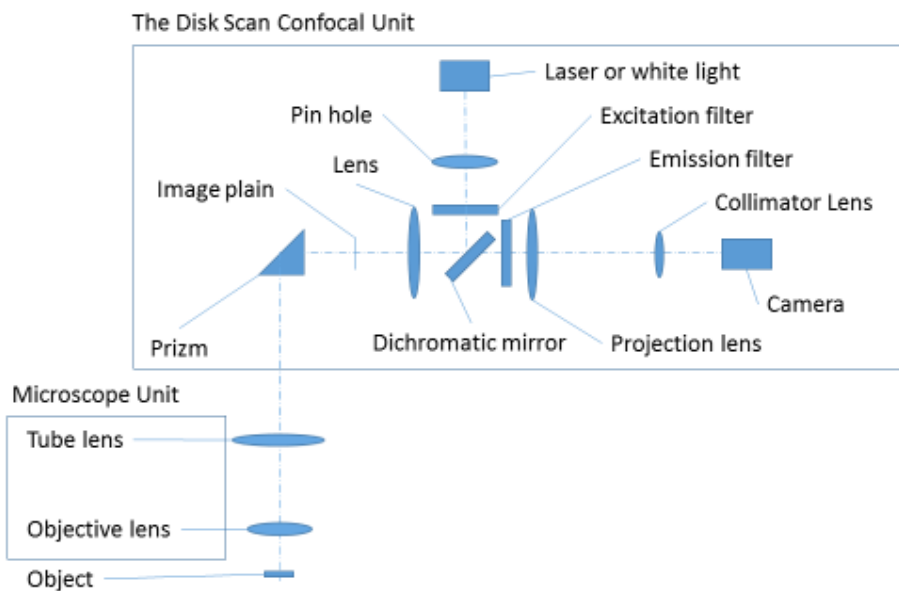 The Disk Scan Confocal Unit
Laser or white light
Pin hole
Excitation filter
Lens
Emission filter
Image plain
Collimator Lens
Camera
Prizm
Dichromatic mirror
Projection lens
Microscope Unit
Tube lens
Objective lens
Object